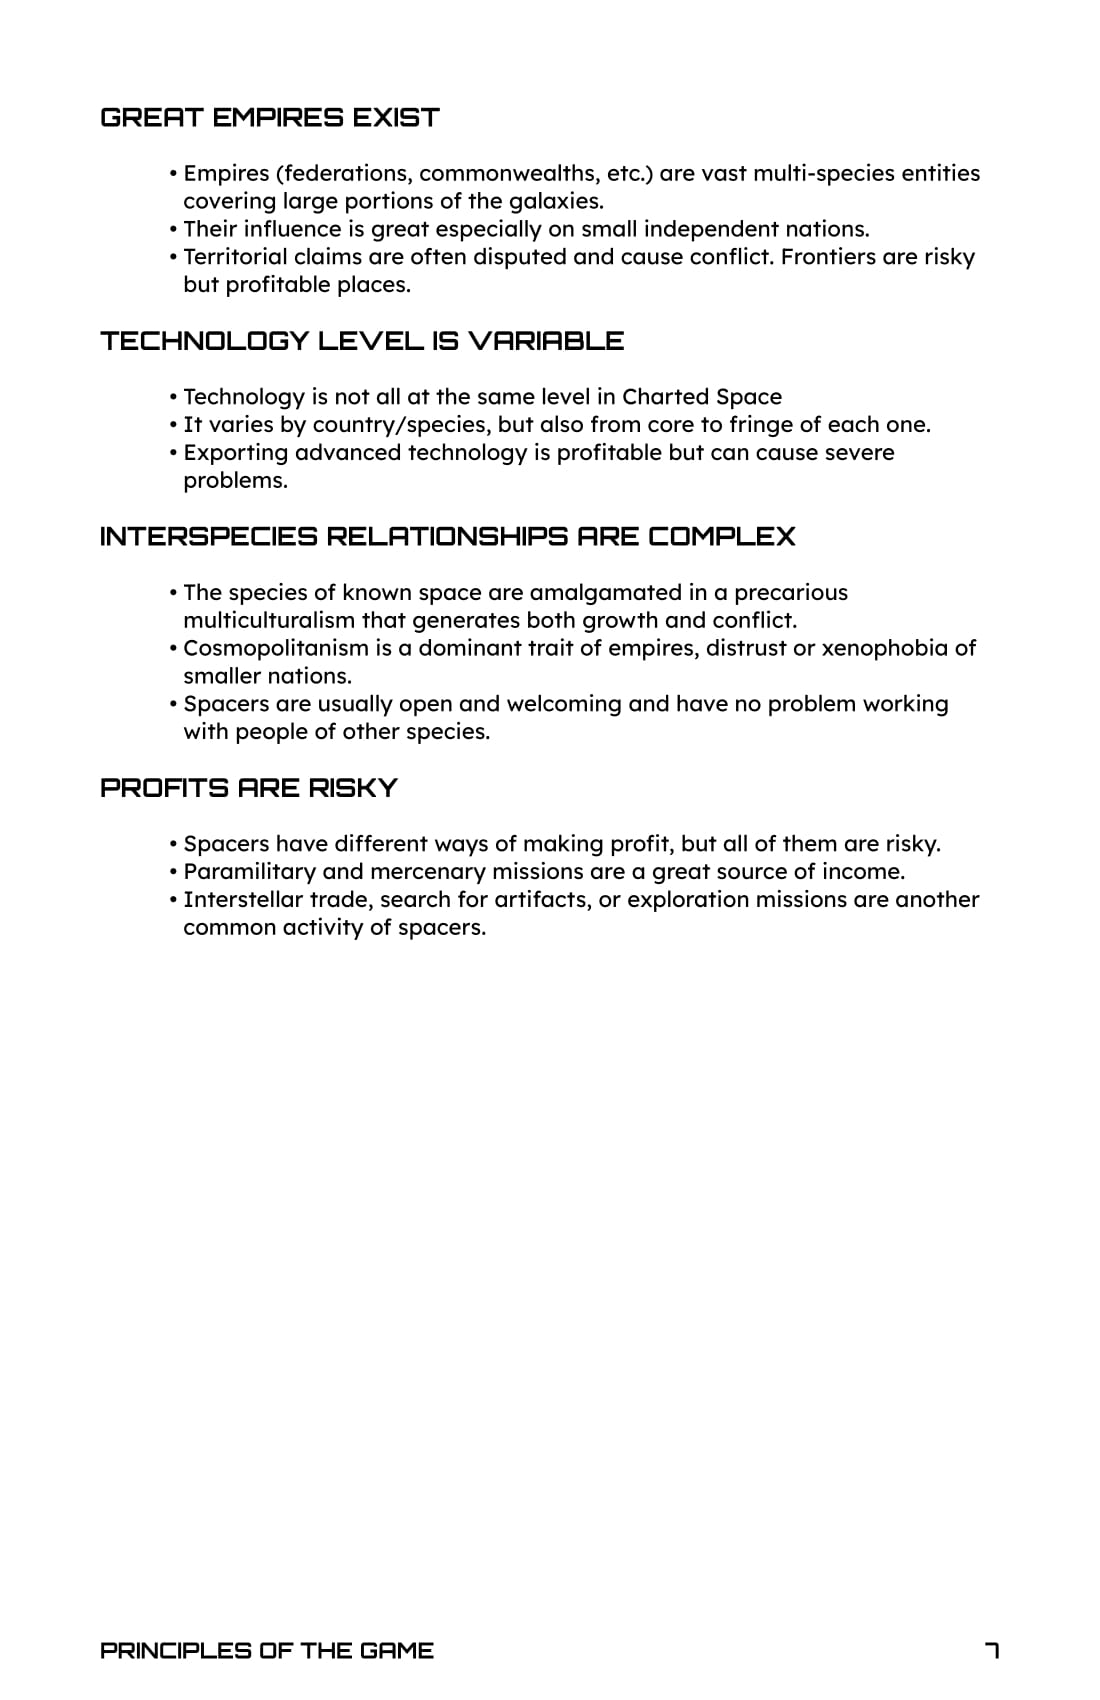 GREAT EMPIRES EXIST
• Empires (federations, commonwealths, etc.) are vast multi-species entities
covering large portions of the galaxies.
• Their influence is great especially on small independent nations.
• Territorial claims are often disputed and cause conflict. Frontiers are risky
but profitable places.
TECHNOLOGY LEVEL IS VARIABLE
• Technology is not all at the same level in Charted Space
• It varies by country/species, but also from core to fringe of each one.
• Exporting advanced technology is profitable but can cause severe
problems.
INTERSPECIES RELATIONSHIPS ARE COMPLEX
• The species of known space are amalgamated in a precarious
multiculturalism that generates both growth and conflict.
• Cosmopolitanism is a dominant trait of empires, distrust or xenophobia of
smaller nations.
• Spacers are usually open and welcoming and have no problem working
with people of other species.
PROFITS ARE RISKY
• Spacers have different ways of making profit, but all of them are risky.
• Paramilitary and mercenary missions are a great source of income.
• Interstellar trade, search for artifacts, or exploration missions are another
common activity of spacers.
PRINCIPLES OF THE GAME 7